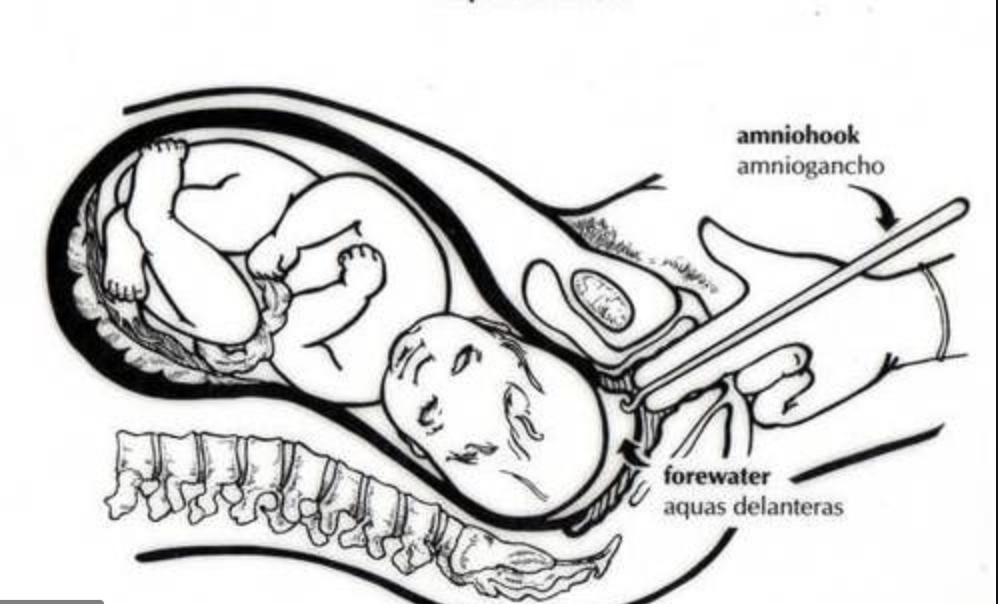 amniohook
amniogancho
forewater
aquas delanteras